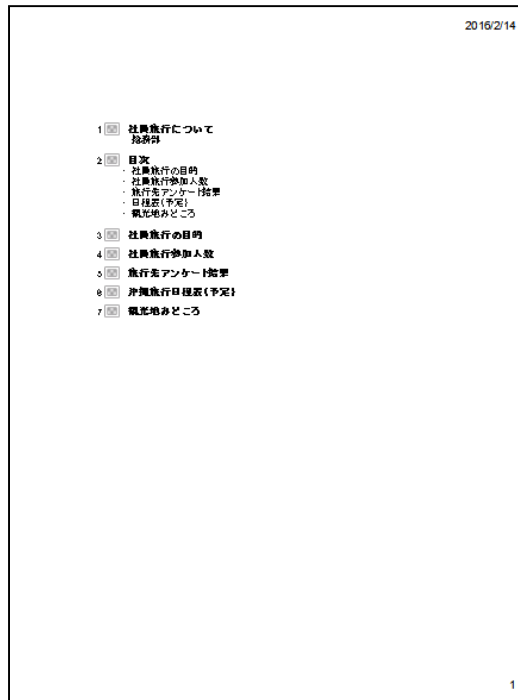 2016/2/14
1 社員旅行について
総務部
2 目次
・ 社員旅行の目的
・ 社員旅行参加人数
・ 旅行先アンケート結果
・ 日程表(予定)
・ 観光地みどころ
3 社員旅行の目的
4 社員旅行参加人数
5 旅行先アンケート結果
6 沖縄旅行日程表(予定)
7 観光地みどころ
1